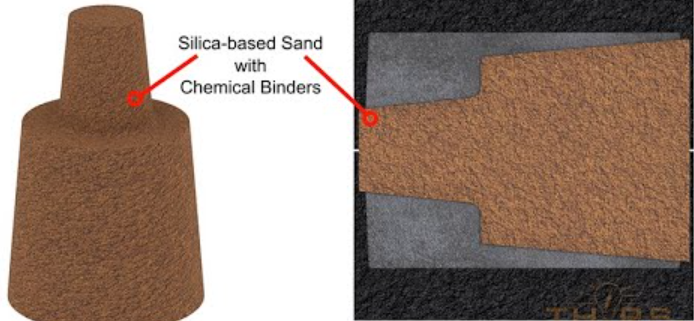 Silica-based Sand
with
Chemical Binders